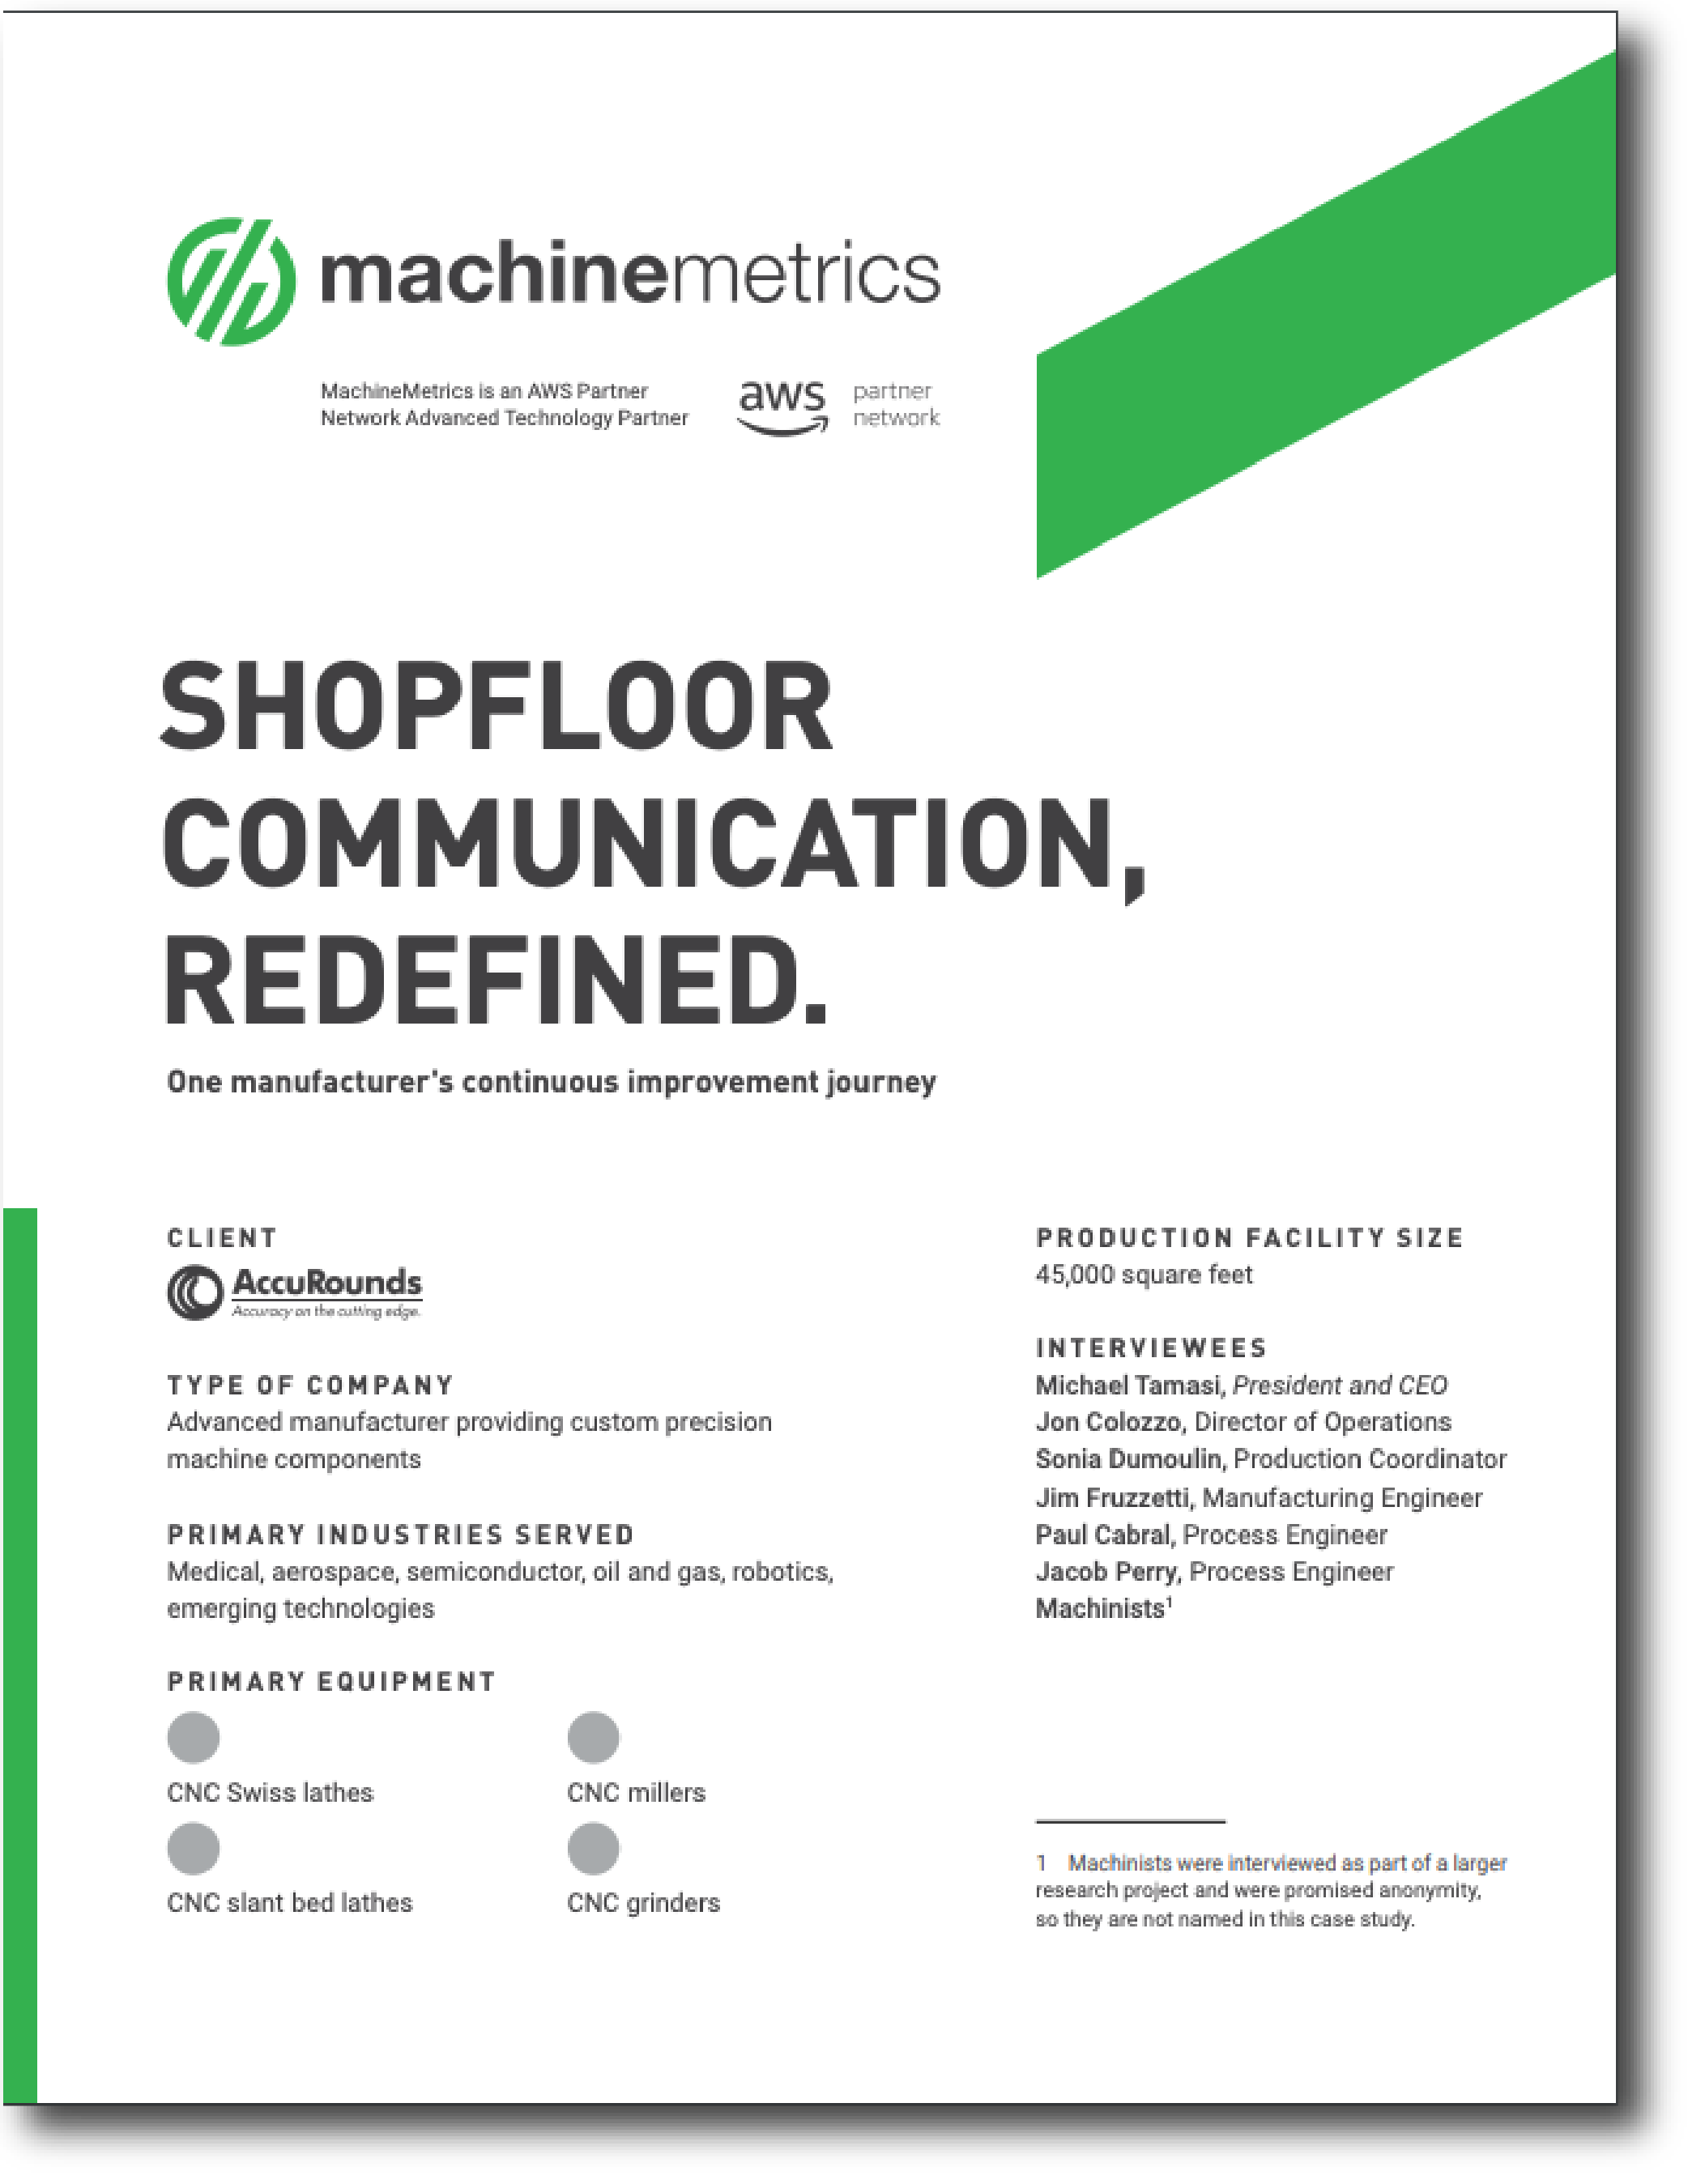 machinemetrics
MachineMetrics is an AWS Partner
Network Advanced Technology Partner
aws
partner
network
SHOPFLOOR
COMMUNICATION,
REDEFINED.
One manufacturer's continuous improvement journey
CLIENT
AccuRounds
Accuracy on the cutting edge.
TYPE OF COMPANY
Advanced manufacturer providing custom precision
machine components
PRIMARY INDUSTRIES SERVED
Medical, aerospace, semiconductor, oil and gas, robotics,
emerging technologies
PRIMARY EQUIPMENT
CNC Swiss lathes
CNC millers
CNC slant bed lathes
CNC grinders
PRODUCTION FACILITY SIZE
45,000 square feet
INTERVIEWEES
Michael Tamasi, President and CEO
Jon Colozzo, Director of Operations
Sonia Dumoulin, Production Coordinator
Jim Fruzzetti, Manufacturing Engineer
Paul Cabral, Process Engineer
Jacob Perry, Process Engineer
Machinists¹
1 Machinists were interviewed as part of a larger
research project and were promised anonymity,
so they are not named in this case study.